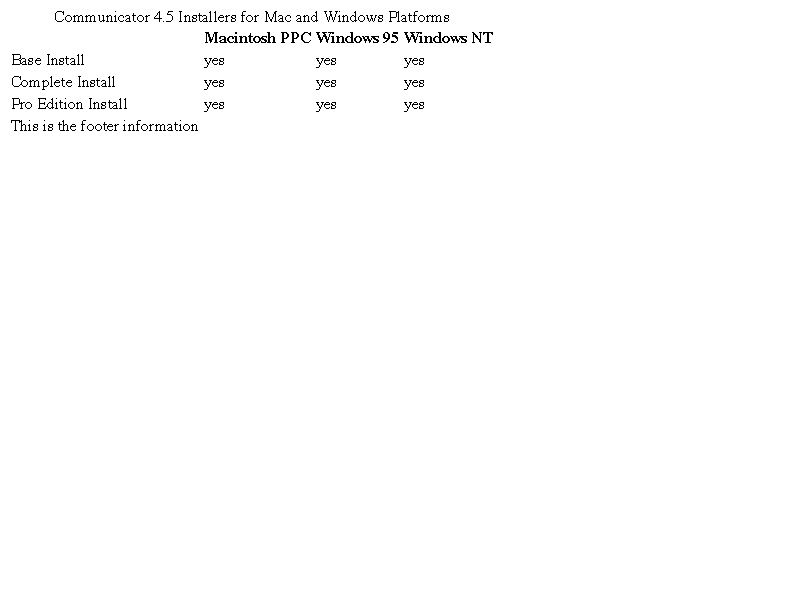 Communicator 4.5 Installers for Mac and Windows Platforms
Macintosh PPC Windows 95 Windows NT
Base Install yes yes yes
Complete Install yes yes yes
Pro Edition Install yes yes yes
This is the footer information